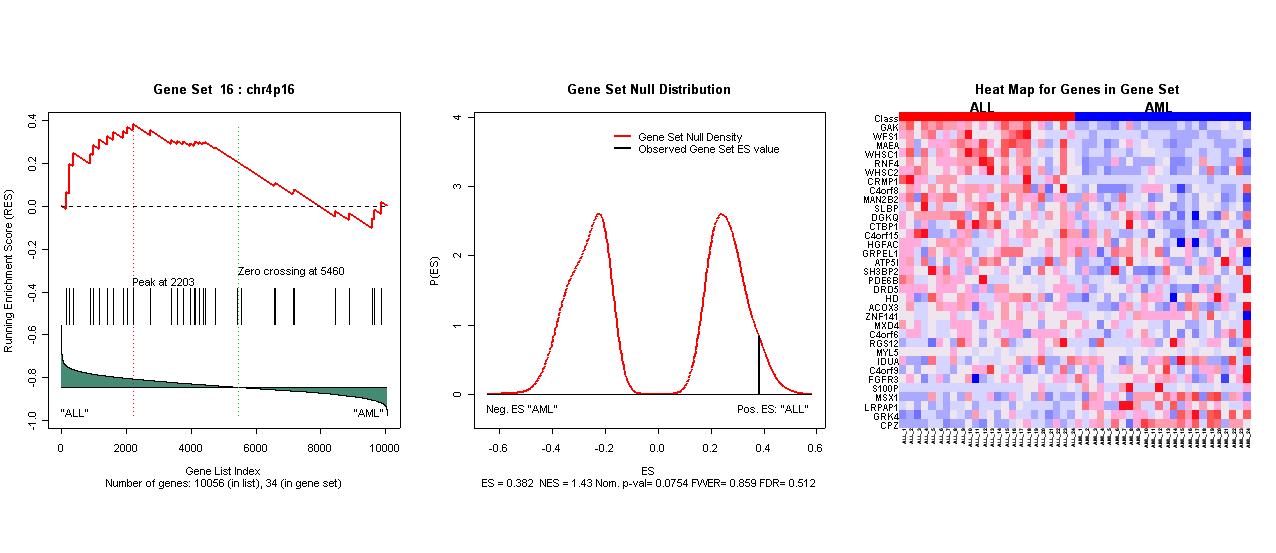 Gene Set  16 : chr4p16
Running Enrichment Score (RES)
0.4
0.2
0.0
-0.2
-0.4
-0.6
-0.8
-1.0
Zero crossing at 5460
Peak at 2203
"ALL"
"AML"
0 2000 4000 6000 8000 10000
Gene List Index
Number of genes: 10056 (in list), 34 (in gene set)
Gene Set Null Distribution
P(ES)
4
3
2
1
0
Gene Set Null Density
Observed Gene Set ES value
Neg. ES "AML"
Pos. ES: "ALL"
-0.6 -0.4 -0.2 0.0 0.2 0.4 0.6
ES
ES = 0.382  NES = 1.43 Nom. p-val= 0.0754 FWER= 0.859 FDR= 0.512
Heat Map for Genes in Gene Set
ALL AML
Class
GAK
WFS1
MAEA
WHSC1
RNF4
WHSC2
CRMP1
C4orf8
MAN2B2
SLBP
DGKQ
CTBP1
C4orf15
HGFAC
GRPEL1
ATP5I
SH3BP2
PDE6B
DRD5
HD
ACOX3
ZNF141
MXD4
C4orf6
RGS12
MYL5
IDUA
C4orf9
FGFR3
S100P
MSX1
LRPAP1
GRK4
CPZ